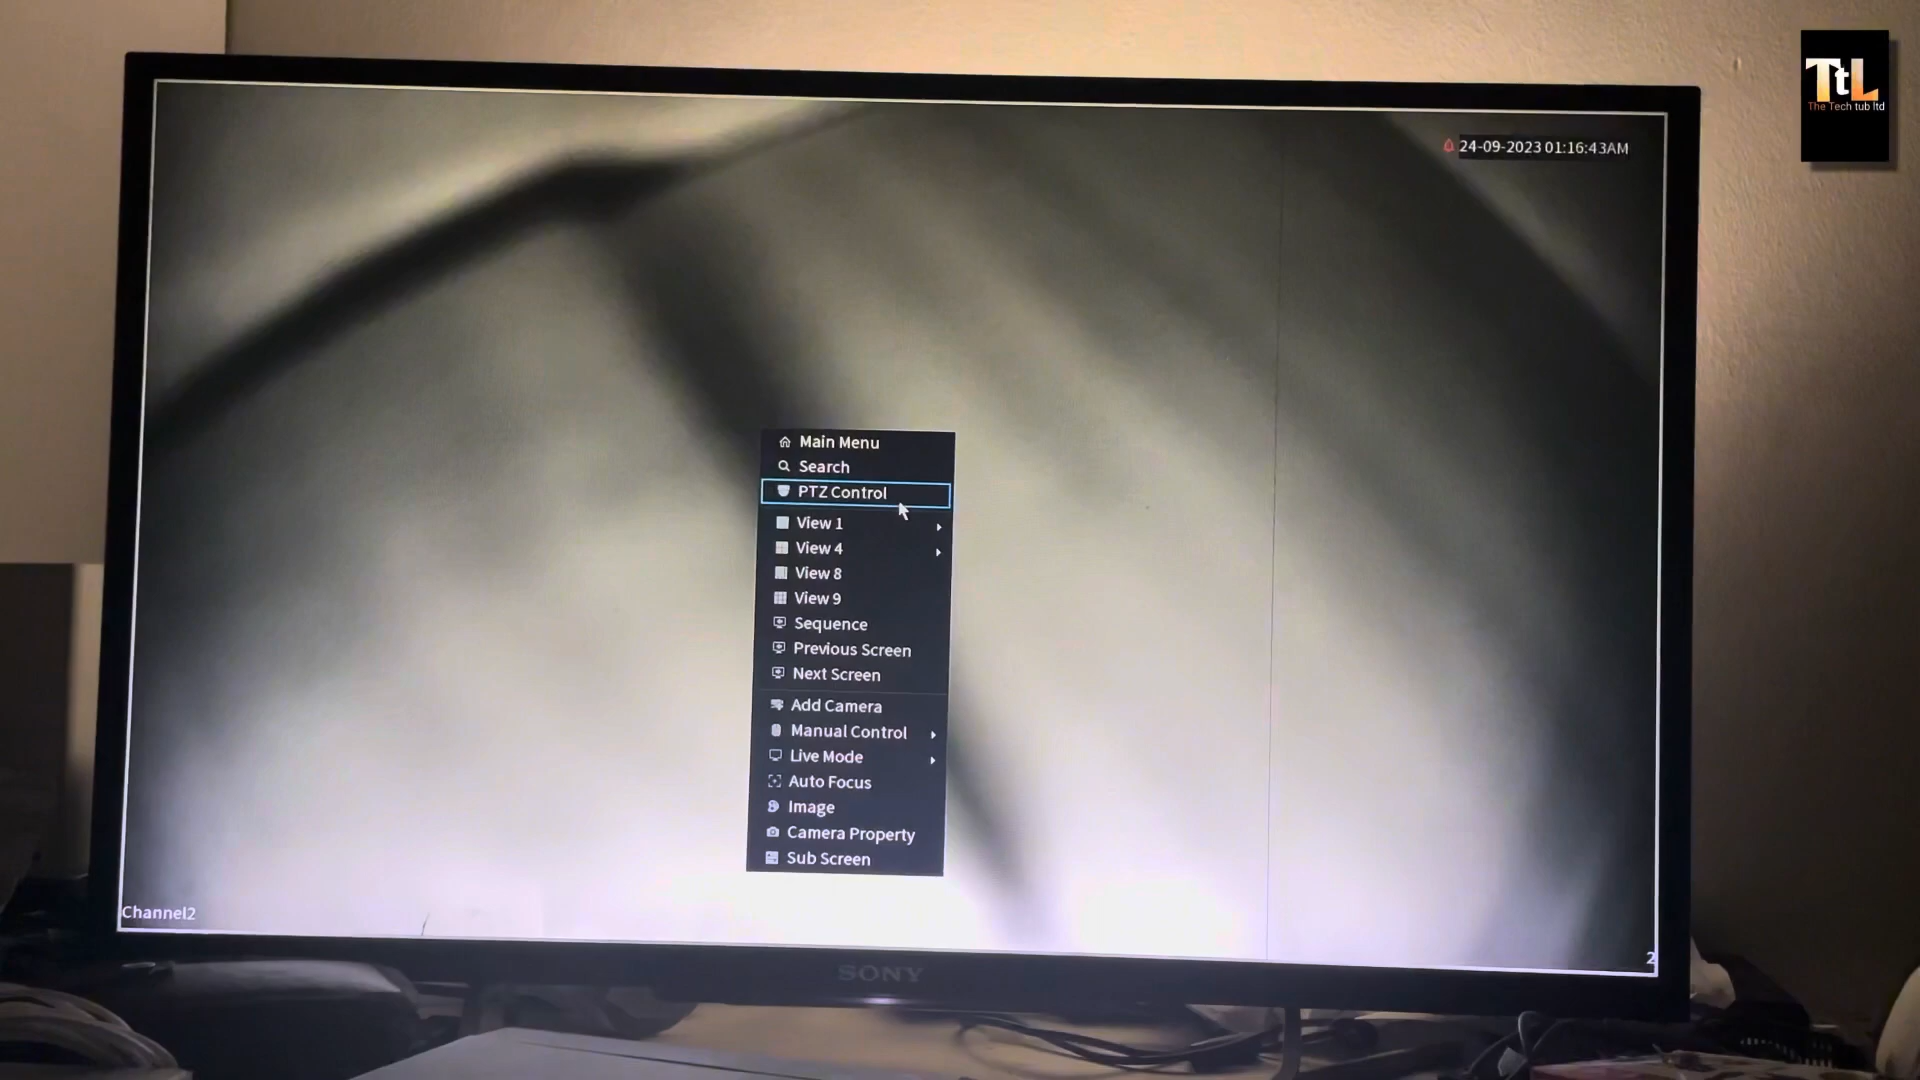 TtL
The Tech tub ltd
24-09-2023 01:16:43AM
Main Menu
Search
PTZ Control
View 1
View 4
View 8
View 9
Sequence
Previous Screen
Next Screen
Add Camera
Manual Control
Live Mode
Auto Focus
Image
Camera Property
Sub Screen
Channel2
2
SONY